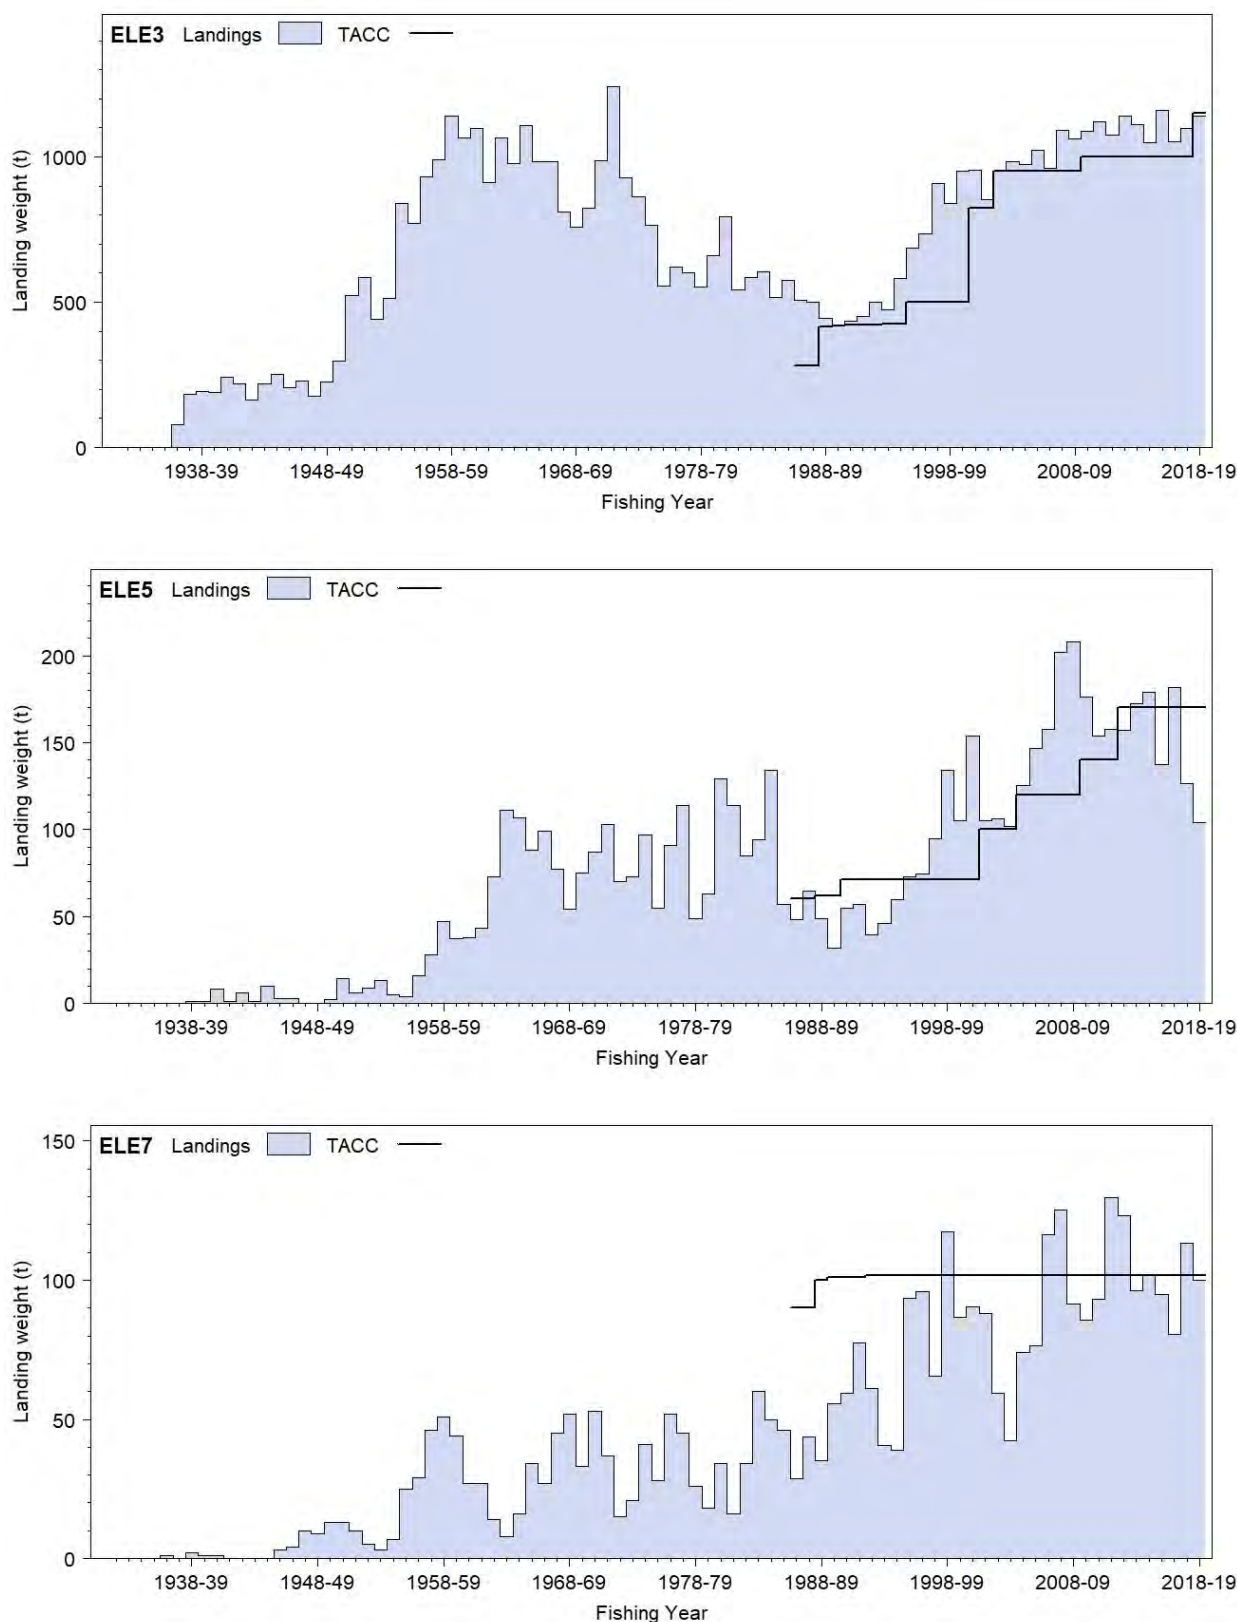 ELE3 Landings TACC
1000
500
0
Landing weight (t)
1938-39 1948-49 1958-59 1968-69 1978-79 1988-89 1998-99 2008-09 2018-19
Fishing Year
ELE5 Landings TACC
200
150
100
50
0
Landing weight (t)
1938-39 1948-49 1958-59 1968-69 1978-79 1988-89 1998-99 2008-09 2018-19
Fishing Year
150
ELE7 Landings TACC
100
50
0
Landing weight (t)
1938-39 1948-49 1958-59 1968-69 1978-79 1988-89 1998-99 2008-09 2018-19
Fishing Year